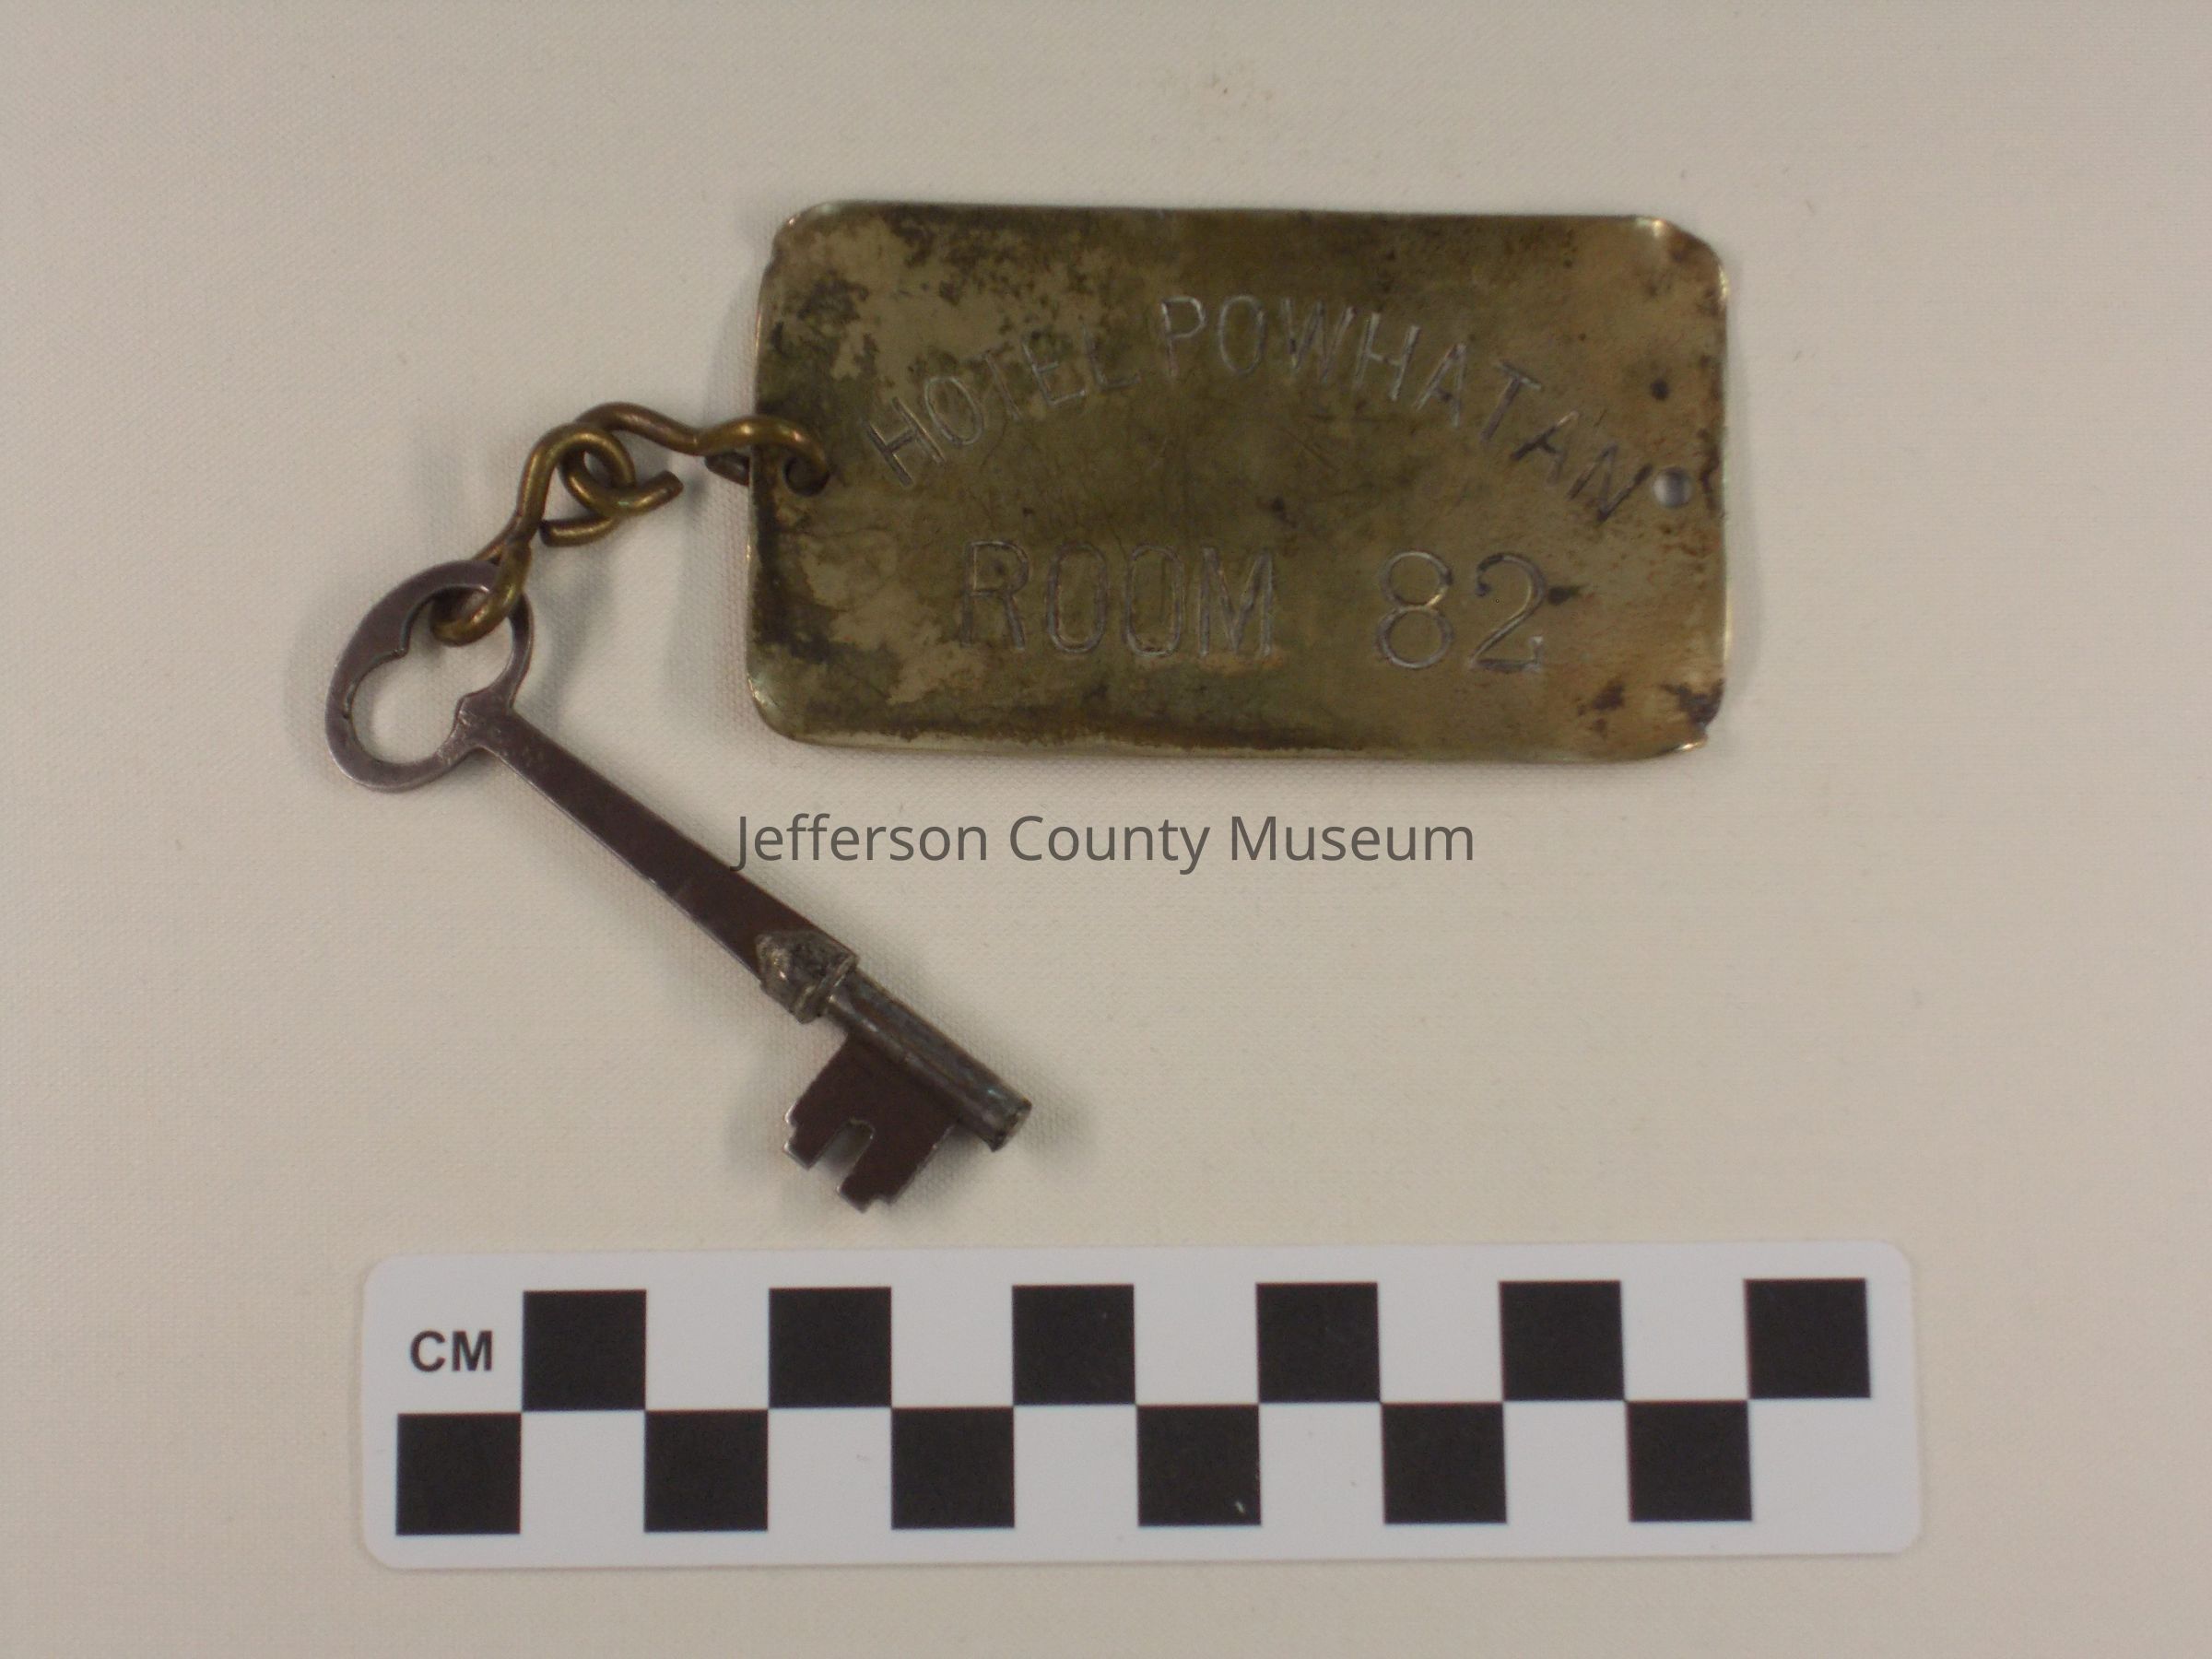 HOTEL POWHATAN
ROOM 82
Jefferson County Museum
CM